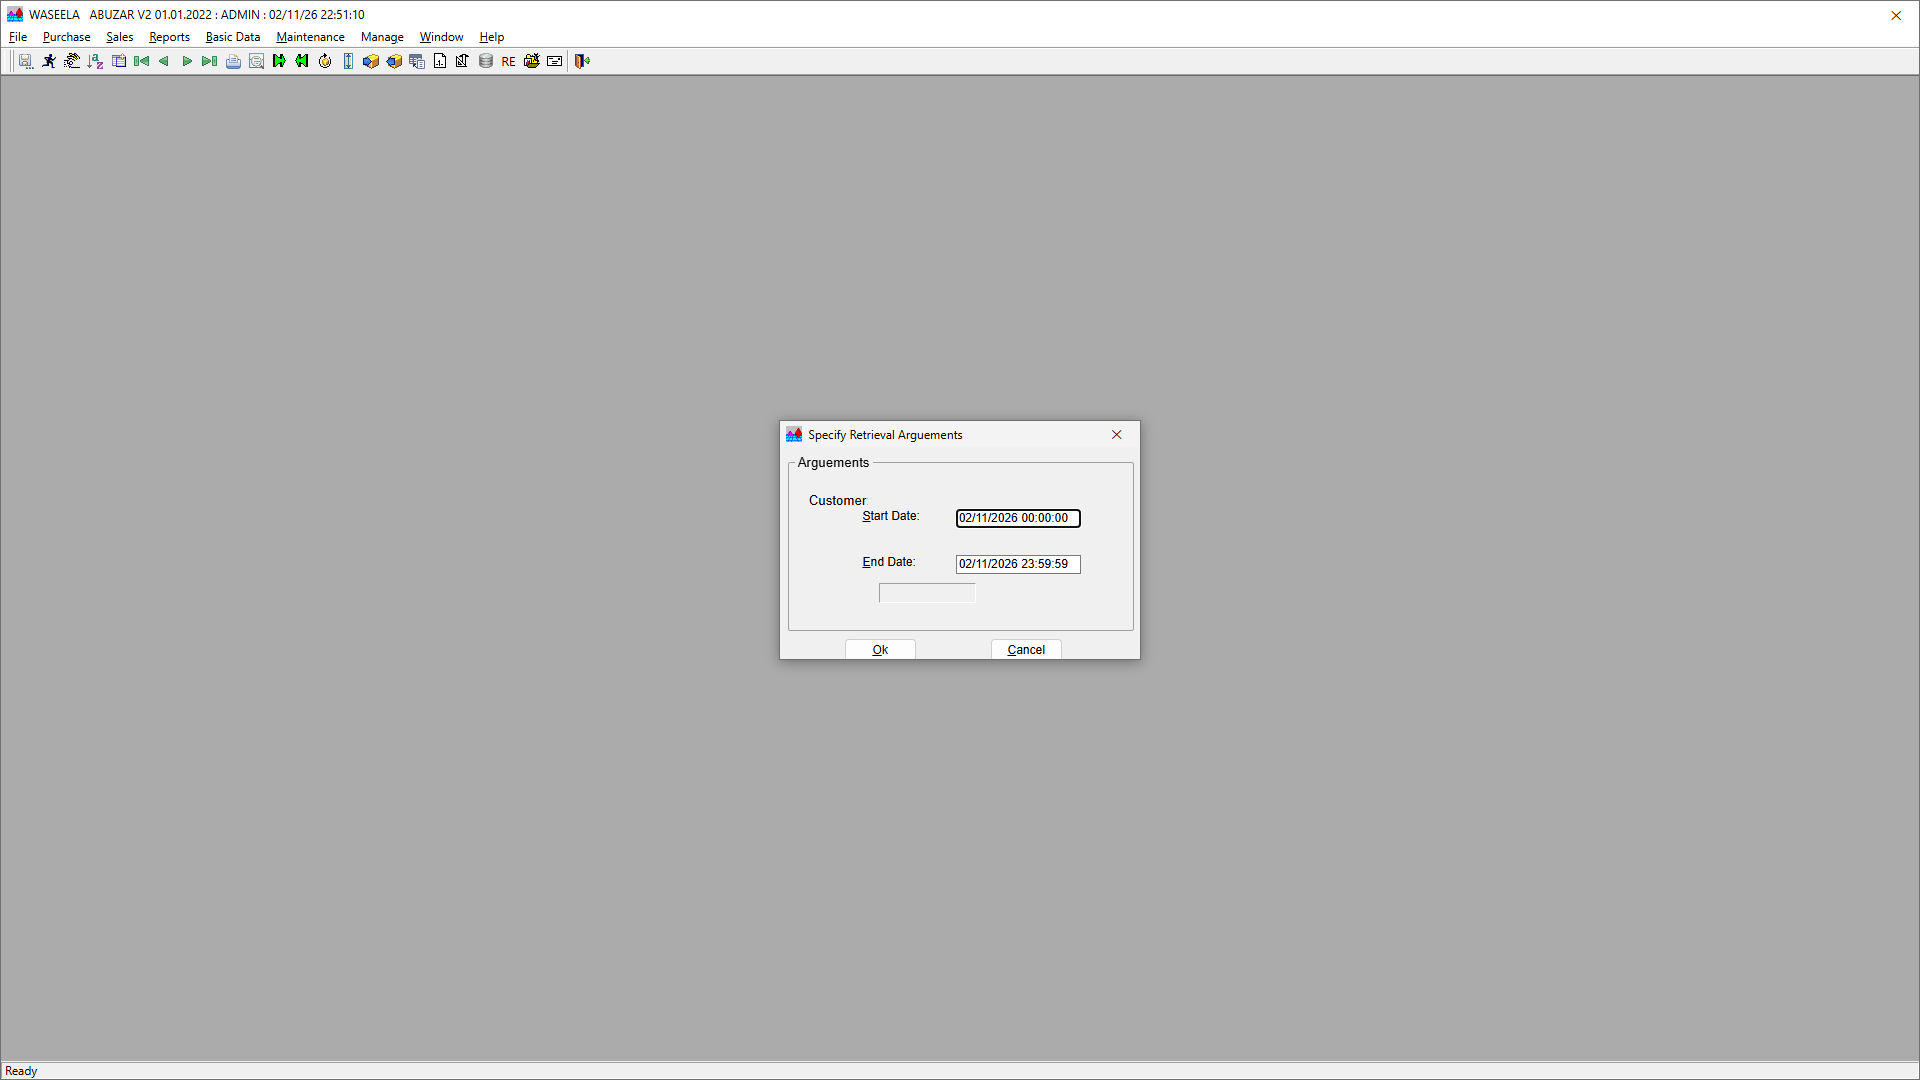 WASEELA   ABUZAR V2 01.01.2022 : ADMIN : 02/11/26 22:51:10
File Purchase Sales Reports Basic Data Maintenance Manage Window Help
RE
Specify Retrieval Arguements
Arguements
Customer
Start Date: 02/11/2026 00:00:00
End Date: 02/11/2026 23:59:59
Ok Cancel
Ready